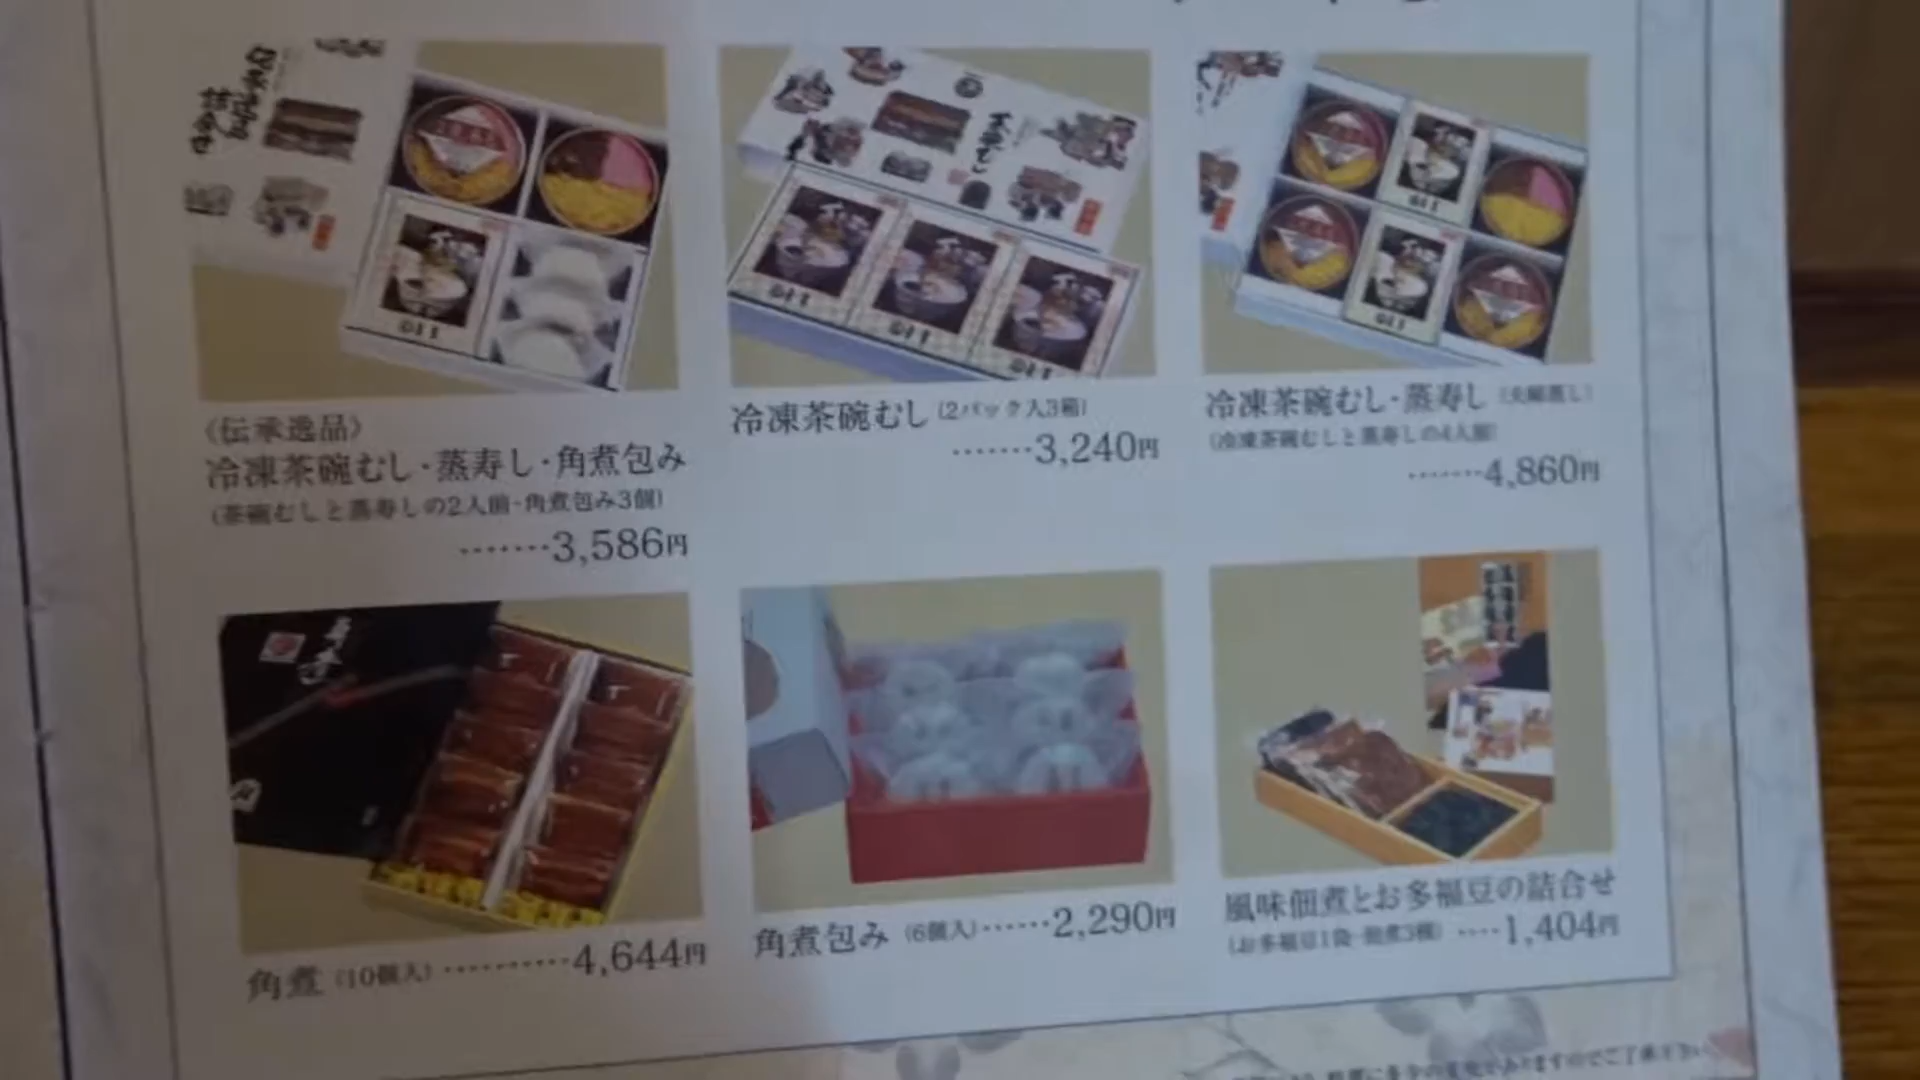 〈伝承逸品〉
冷凍茶碗むし・蒸寿し・角煮包み
(茶碗むしと蒸寿しの2人前・角煮包み3個)
·······3,586円
冷凍茶碗むし(2パック入3箱)
·······3,240円
冷凍茶碗むし・蒸寿し(夫婦蒸し)
(冷凍茶碗むしと蒸寿しの4人前)
·······4,860円
角煮(10個入)··········4,644円
角煮包み(6個入)······2,290円
風味佃煮とお多福豆の詰合せ
(お多福豆1袋・佃煮3種)····1,404円